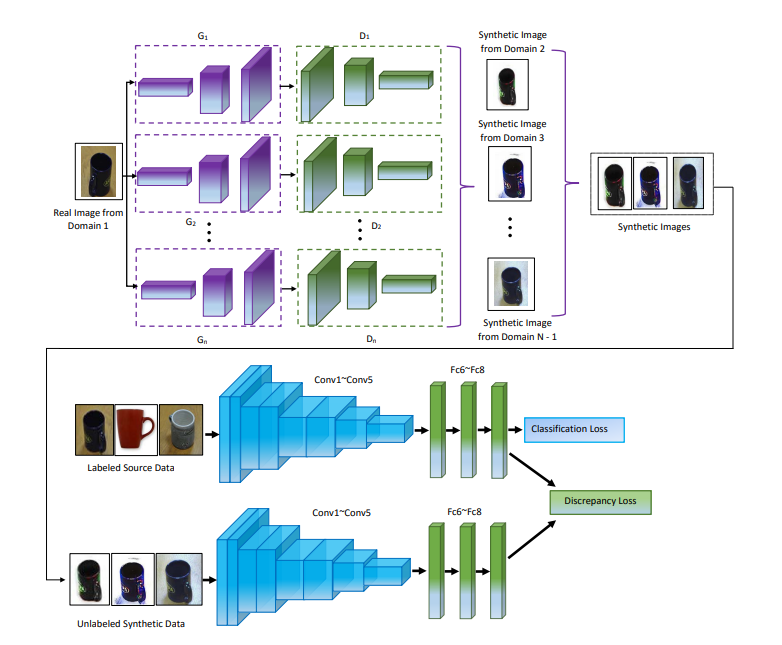 G1
D1
Synthetic Image
from Domain 2
Synthetic Image
from Domain 3
Real Image from
Domain 1
G2
D2
Synthetic Images
Gn
Dn
Synthetic Image
from Domain N - 1
Conv1~Conv5
Fc6~Fc8
Classification Loss
Labeled Source Data
Discrepancy Loss
Conv1~Conv5
Fc6~Fc8
Unlabeled Synthetic Data